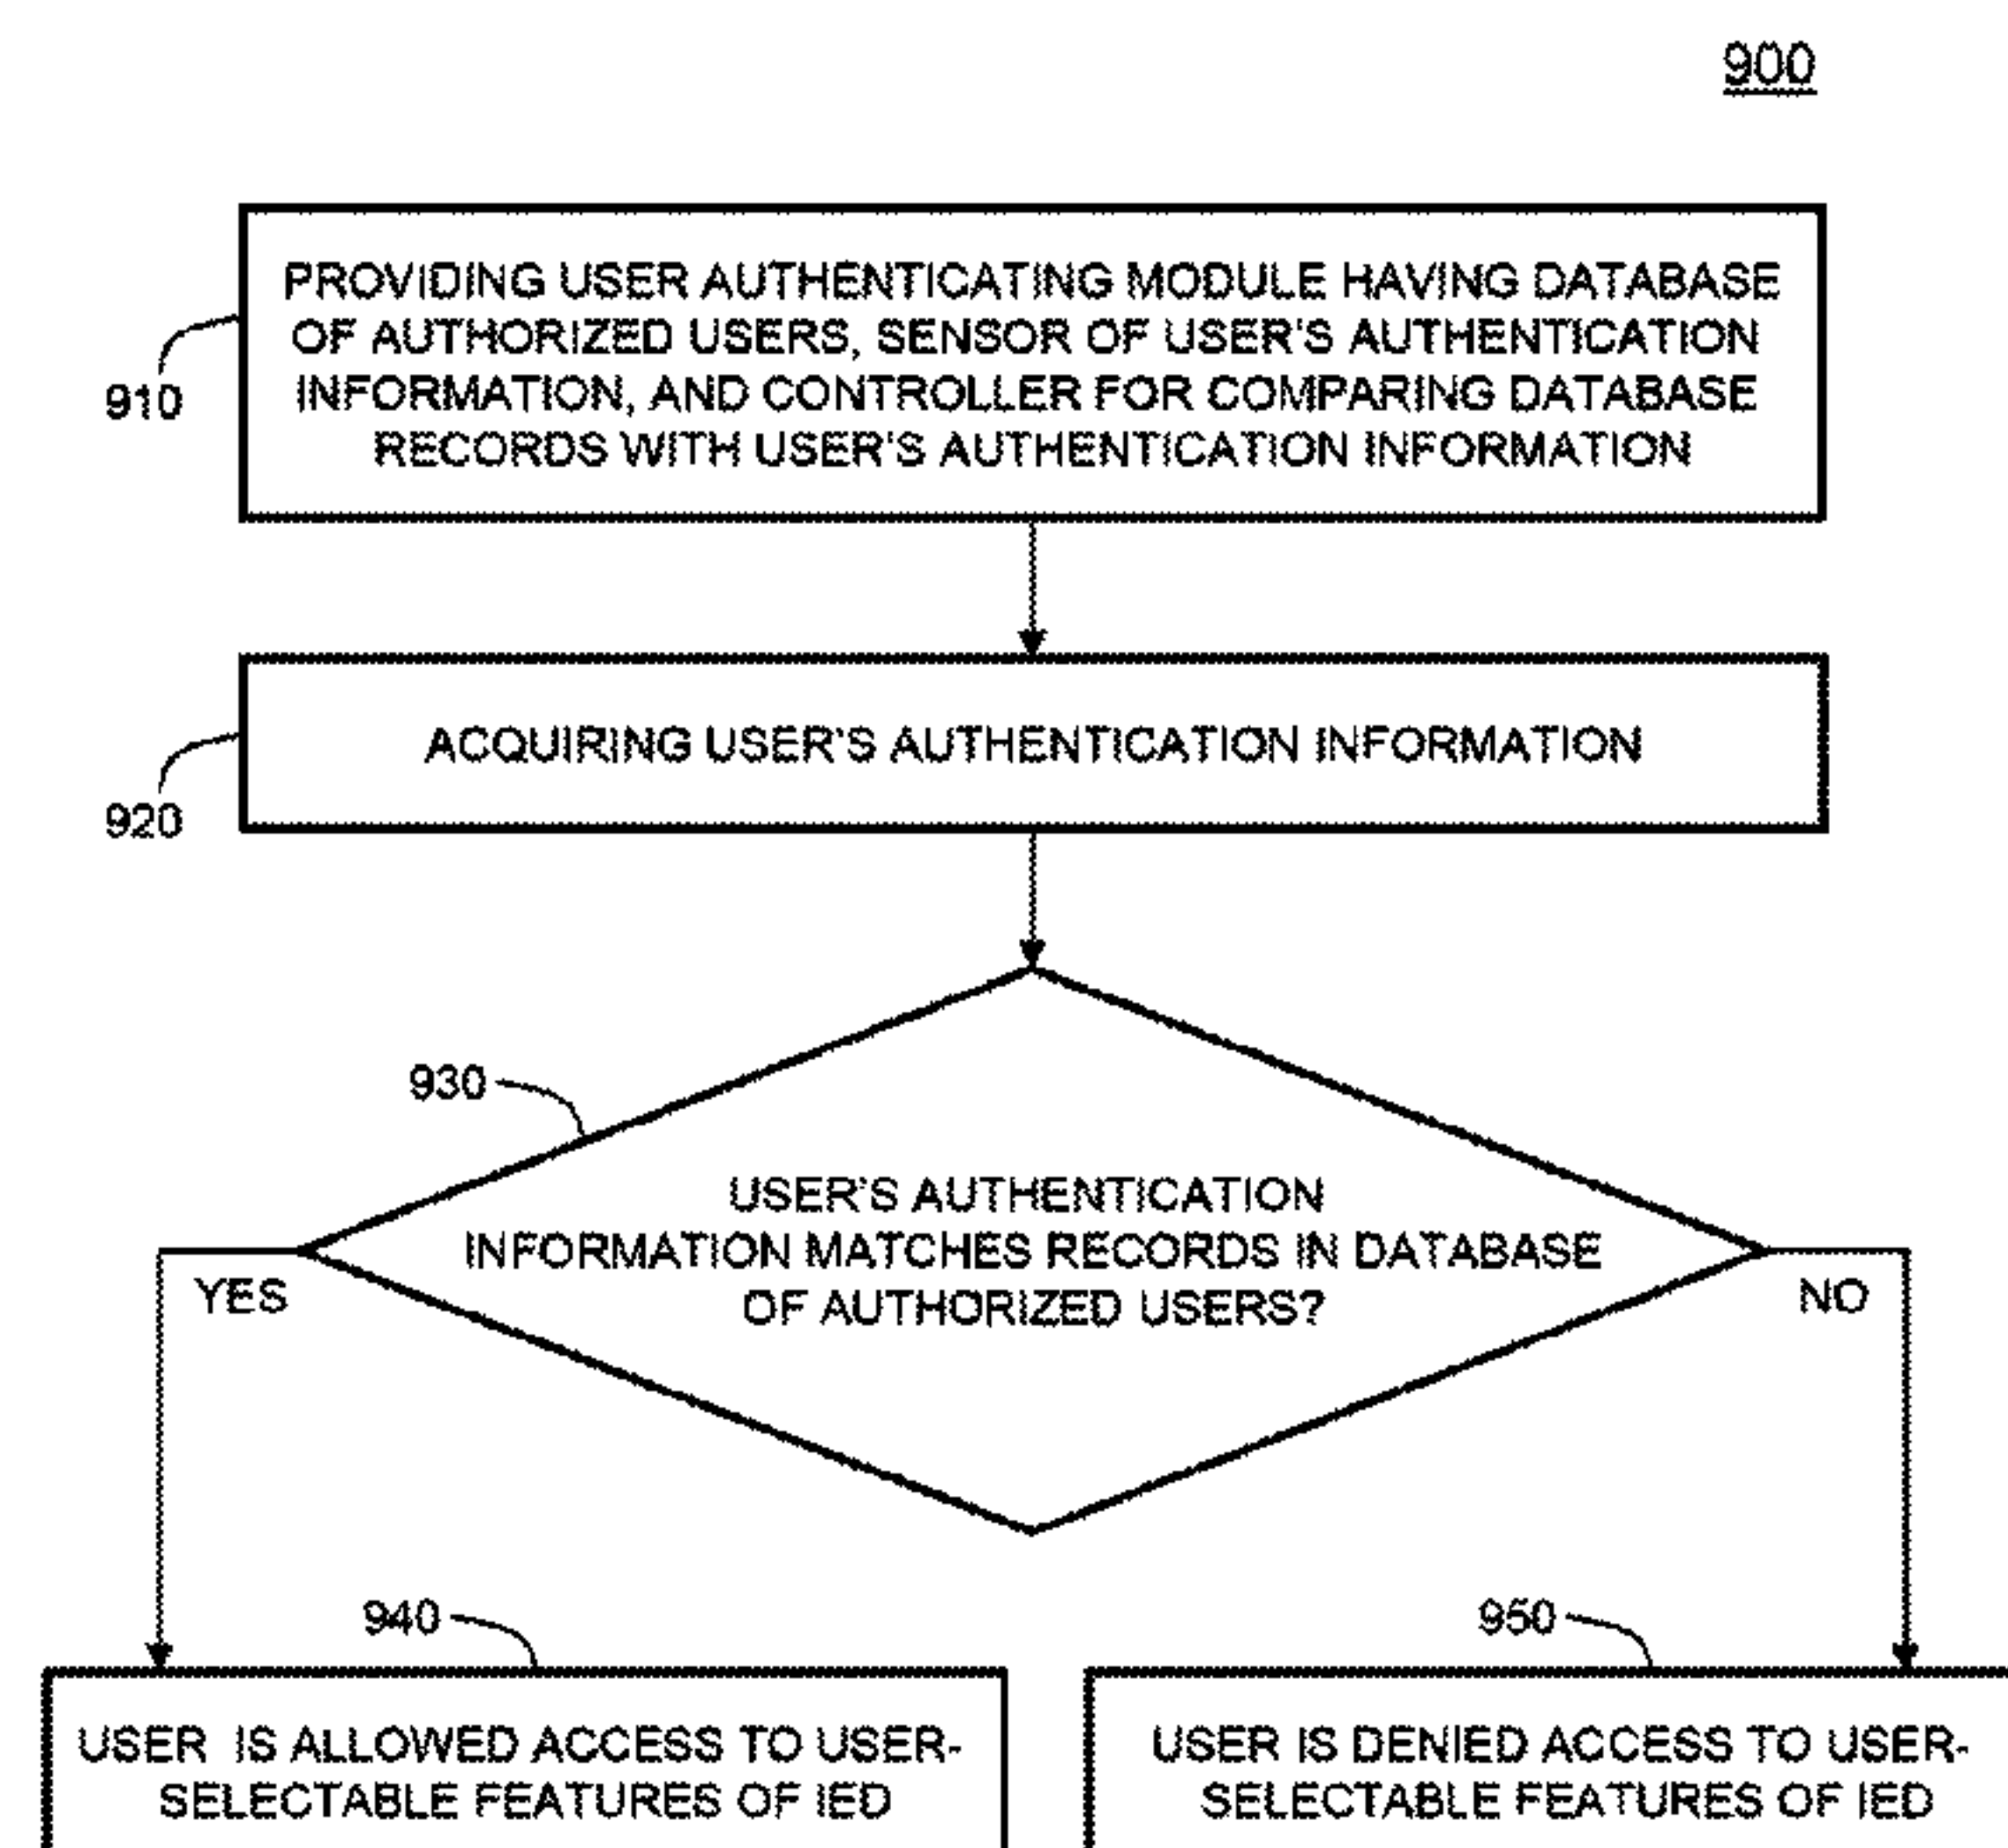 900
PROVIDING USER AUTHENTICATING MODULE HAVING DATABASE
OF AUTHORIZED USERS, SENSOR OF USER'S AUTHENTICATION
INFORMATION, AND CONTROLLER FOR COMPARING DATABASE
RECORDS WITH USER'S AUTHENTICATION INFORMATION
910
ACQUIRING USER'S AUTHENTICATION INFORMATION
920
930
USER'S AUTHENTICATION
INFORMATION MATCHES RECORDS IN DATABASE
OF AUTHORIZED USERS?
YES
NO
940
950
USER IS ALLOWED ACCESS TO USER-
SELECTABLE FEATURES OF IED
USER IS DENIED ACCESS TO USER-
SELECTABLE FEATURES OF IED